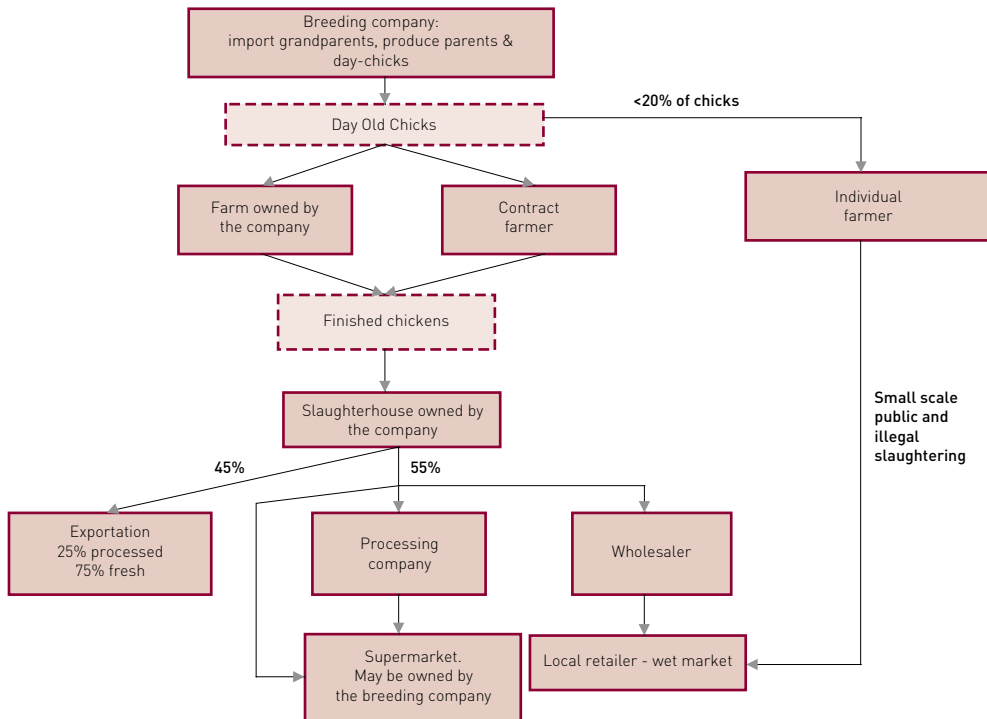 Breeding company:
import grandparents, produce parents &
day-chicks
<20% of chicks
Day Old Chicks
Farm owned by
the company
Contract
farmer
Individual
farmer
Finished chickens
Small scale
public and
illegal
slaughtering
Slaughterhouse owned by
the company
45%
55%
Exportation
25% processed
75% fresh
Processing
company
Wholesaler
Supermarket.
May be owned by
the breeding company
Local retailer - wet market